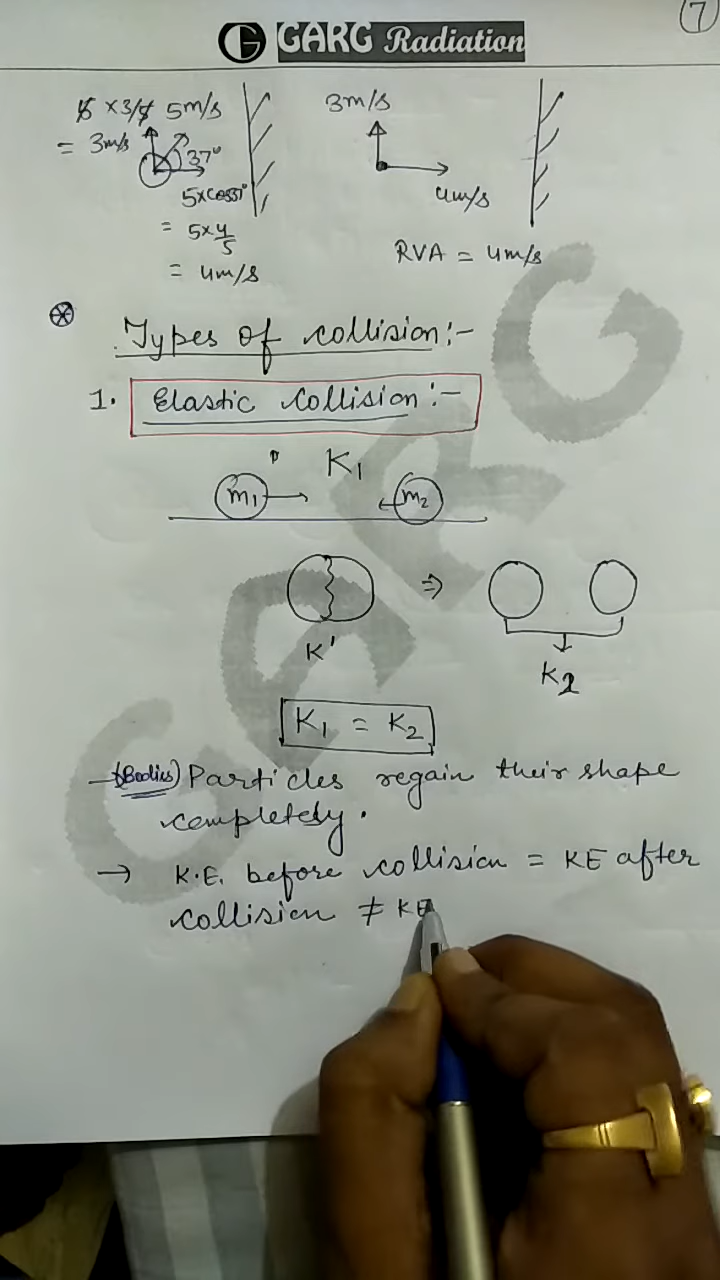 7
G GARG Radiation
5 × 3/5 5m/s
= 3m/s
37°
5×cos37°
= 5×4/5
= 4m/s
3m/s
4m/s
RVA = 4m/s
Types of collision:-
1. Elastic Collision:-
K1
m1 m2
⇒
K'
K2
K1 = K2
(Bodies) Particles regain their shape
completely.
→ K.E. before collision = KE after
collision ≠ KE
GARG